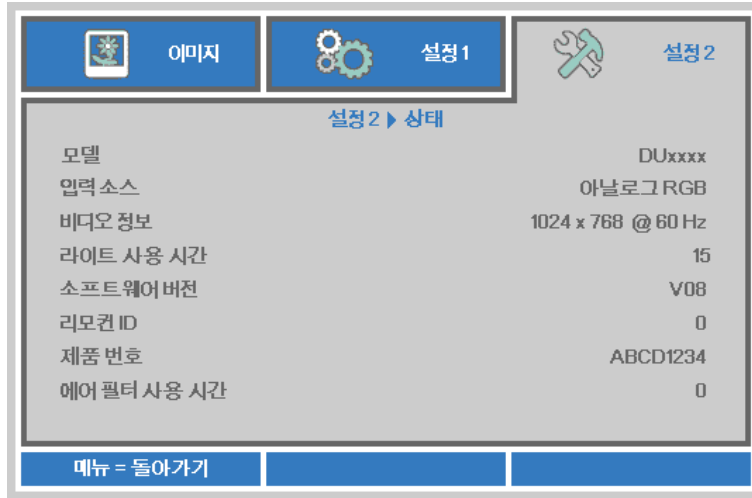 이미지
설정 1
설정 2
설정 2 ▶ 상태
모델 DUxxxx
입력 소스 아날로그 RGB
비디오 정보 1024 x 768 @ 60 Hz
라이트 사용 시간 15
소프트웨어 버전 V08
리모컨 ID 0
제품 번호 ABCD1234
에어 필터 사용 시간 0
메뉴 = 돌아가기